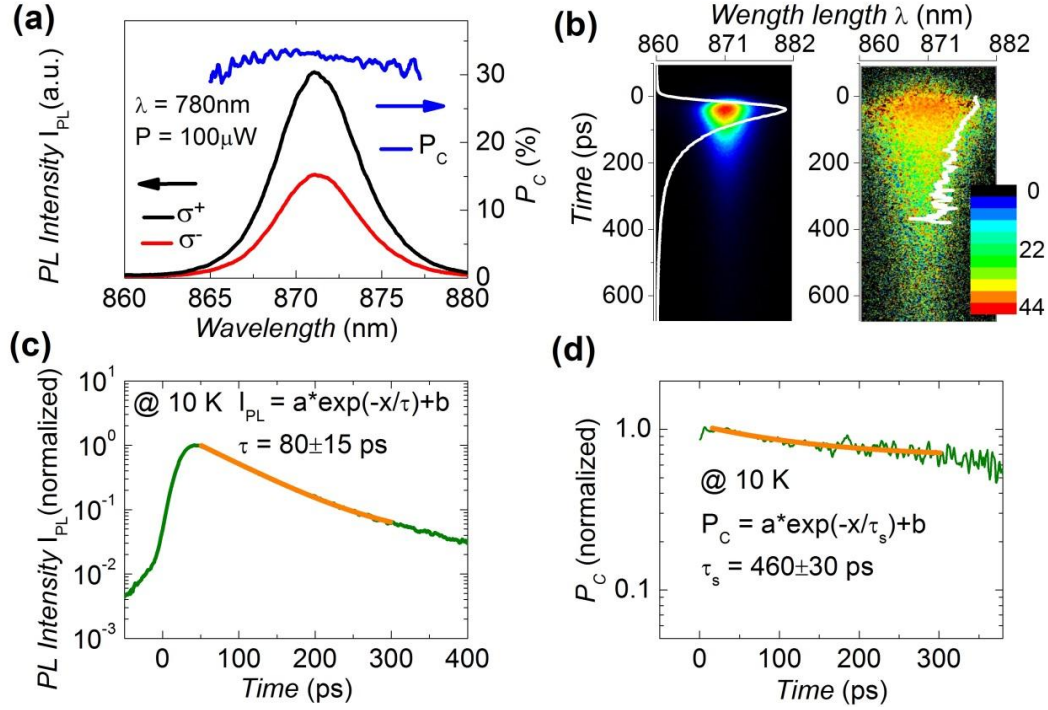 (a)
PL Intensity I_PL (a.u.)
λ = 780nm
P = 100μW
σ+
σ-
P_C
30
15
0
P_C (%)
860 865 870 875 880
Wavelength (nm)
(b)
Wength length λ (nm)
860 871 882
860 871 882
0
200
400
600
Time (ps)
0
22
44
(c)
10^1
10^0
10^-1
10^-2
10^-3
PL Intensity I_PL(normalized)
@ 10 K I_PL = a*exp(-x/τ)+b
τ = 80±15 ps
0 100 200 300 400
Time (ps)
(d)
1.0
0.1
P_C (normalized)
@ 10 K
P_C = a*exp(-x/τ_s)+b
τ_s = 460±30 ps
0 100 200 300
Time (ps)